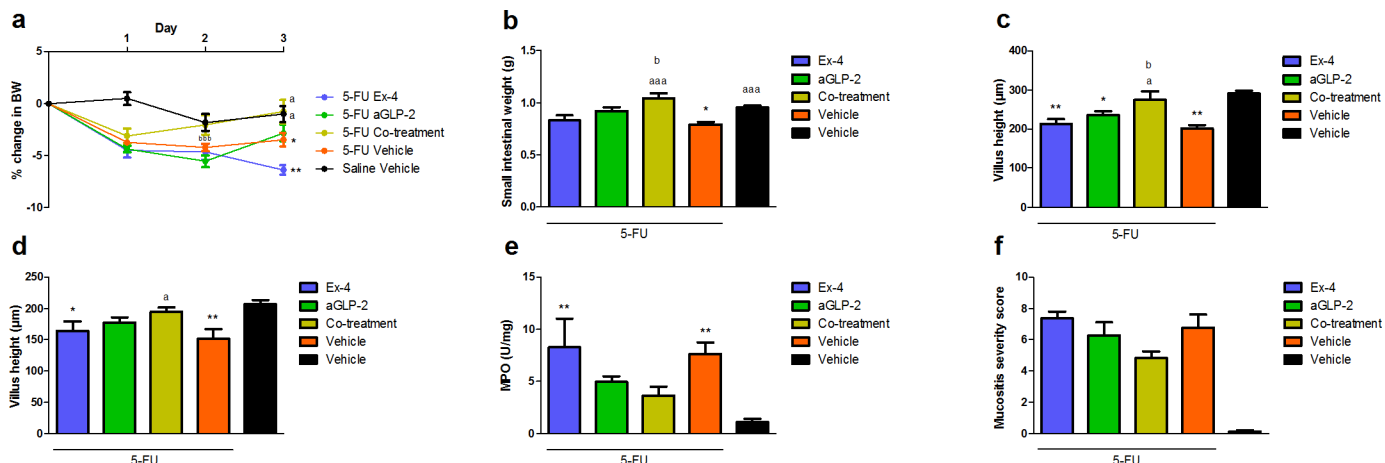 a
Day
1 2 3
5
0
-5
-10
% change in BW
a
a
bbb
*
**
5-FU Ex-4
5-FU aGLP-2
5-FU Co-treatment
5-FU Vehicle
Saline Vehicle
b
Small intestinal weight (g)
1.5
1.0
0.5
0.0
b
aaa
*
aaa
5-FU
Ex-4
aGLP-2
Co-treatment
Vehicle
Vehicle
c
Villus height (µm)
400
300
200
100
0
**
*
b
a
**
5-FU
Ex-4
aGLP-2
Co-treatment
Vehicle
Vehicle
d
Villus height (µm)
250
200
150
100
50
0
*
a
**
5-FU
Ex-4
aGLP-2
Co-treatment
Vehicle
Vehicle
e
MPO (U/mg)
15
10
5
0
**
**
5-FU
Ex-4
aGLP-2
Co-treatment
Vehicle
Vehicle
f
Mucositis severity score
10
8
6
4
2
0
5-FU
Ex-4
aGLP-2
Co-treatment
Vehicle
Vehicle